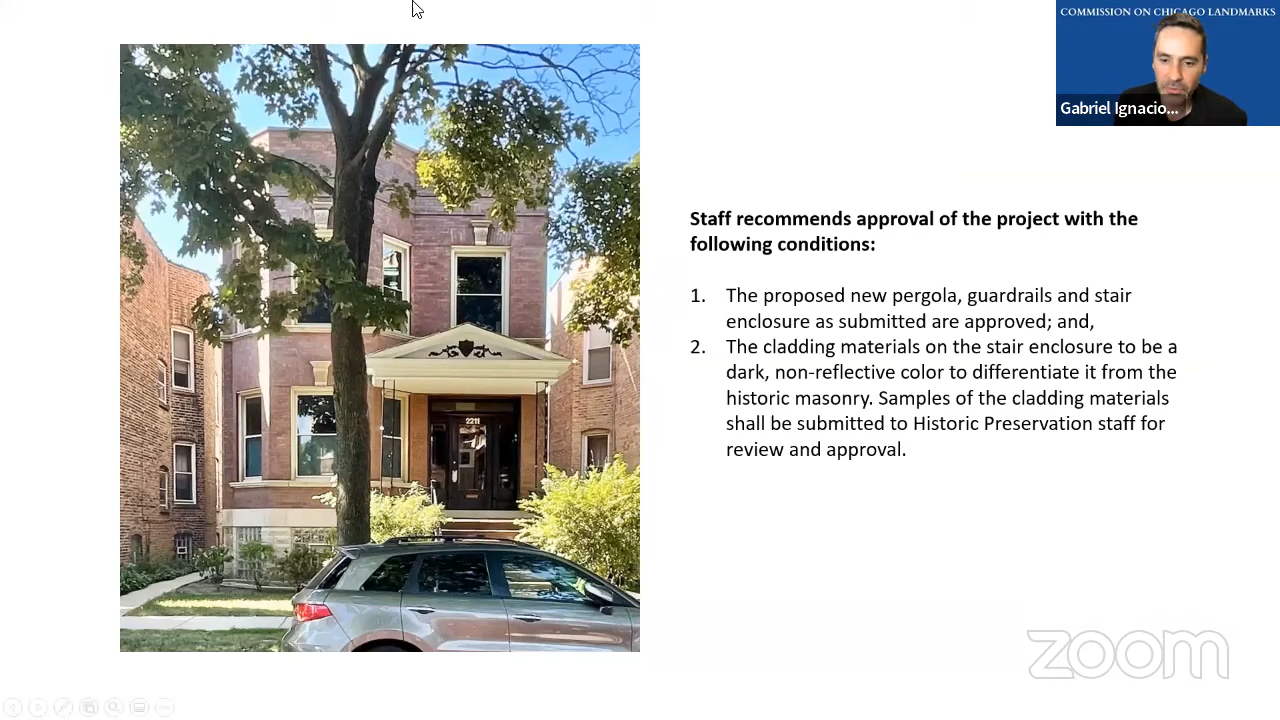 COMMISSION ON CHICAGO LANDMARKS
Gabriel Ignacio...
Staff recommends approval of the project with the
following conditions:
1. The proposed new pergola, guardrails and stair
enclosure as submitted are approved; and,
2. The cladding materials on the stair enclosure to be a
dark, non-reflective color to differentiate it from the
historic masonry. Samples of the cladding materials
shall be submitted to Historic Preservation staff for
review and approval.
2211
zoom